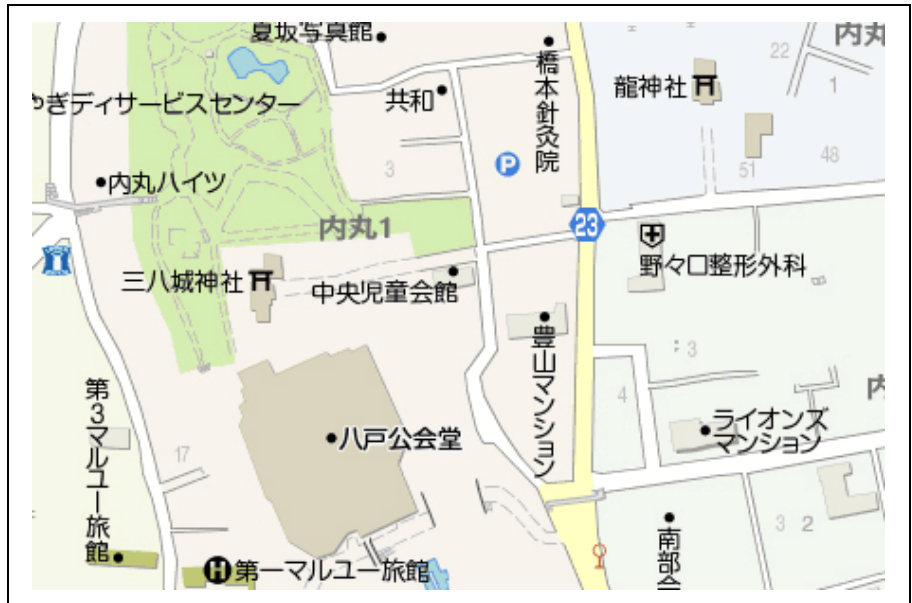 夏坂写真館
内丸
橋本針灸院
22
龍神社
1
ぎディサービスセンター
共和
P
3
51
48
内丸ハイツ
内丸1
23
野々口整形外科
三八城神社
中央児童会館
豊山マンション
3
4
内
第3マルユー旅館
ライオンズ
マンション
八戸公会堂
17
3
2
南部会
H
第一マルユー旅館